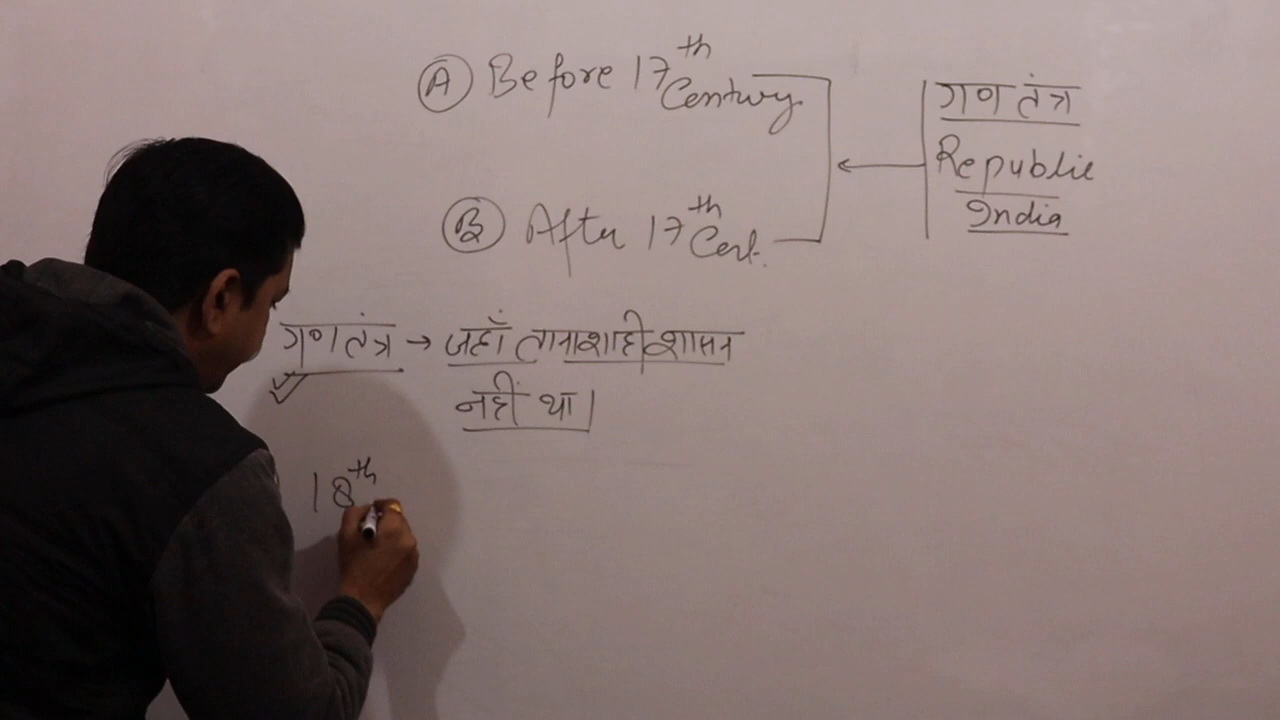 Ⓐ Before 17th Century
Ⓑ After 17th Cent.
गणतंत्र
Republic
India
गणतंत्र → जहाँ तानाशाही शासन
नहीं था।
18th